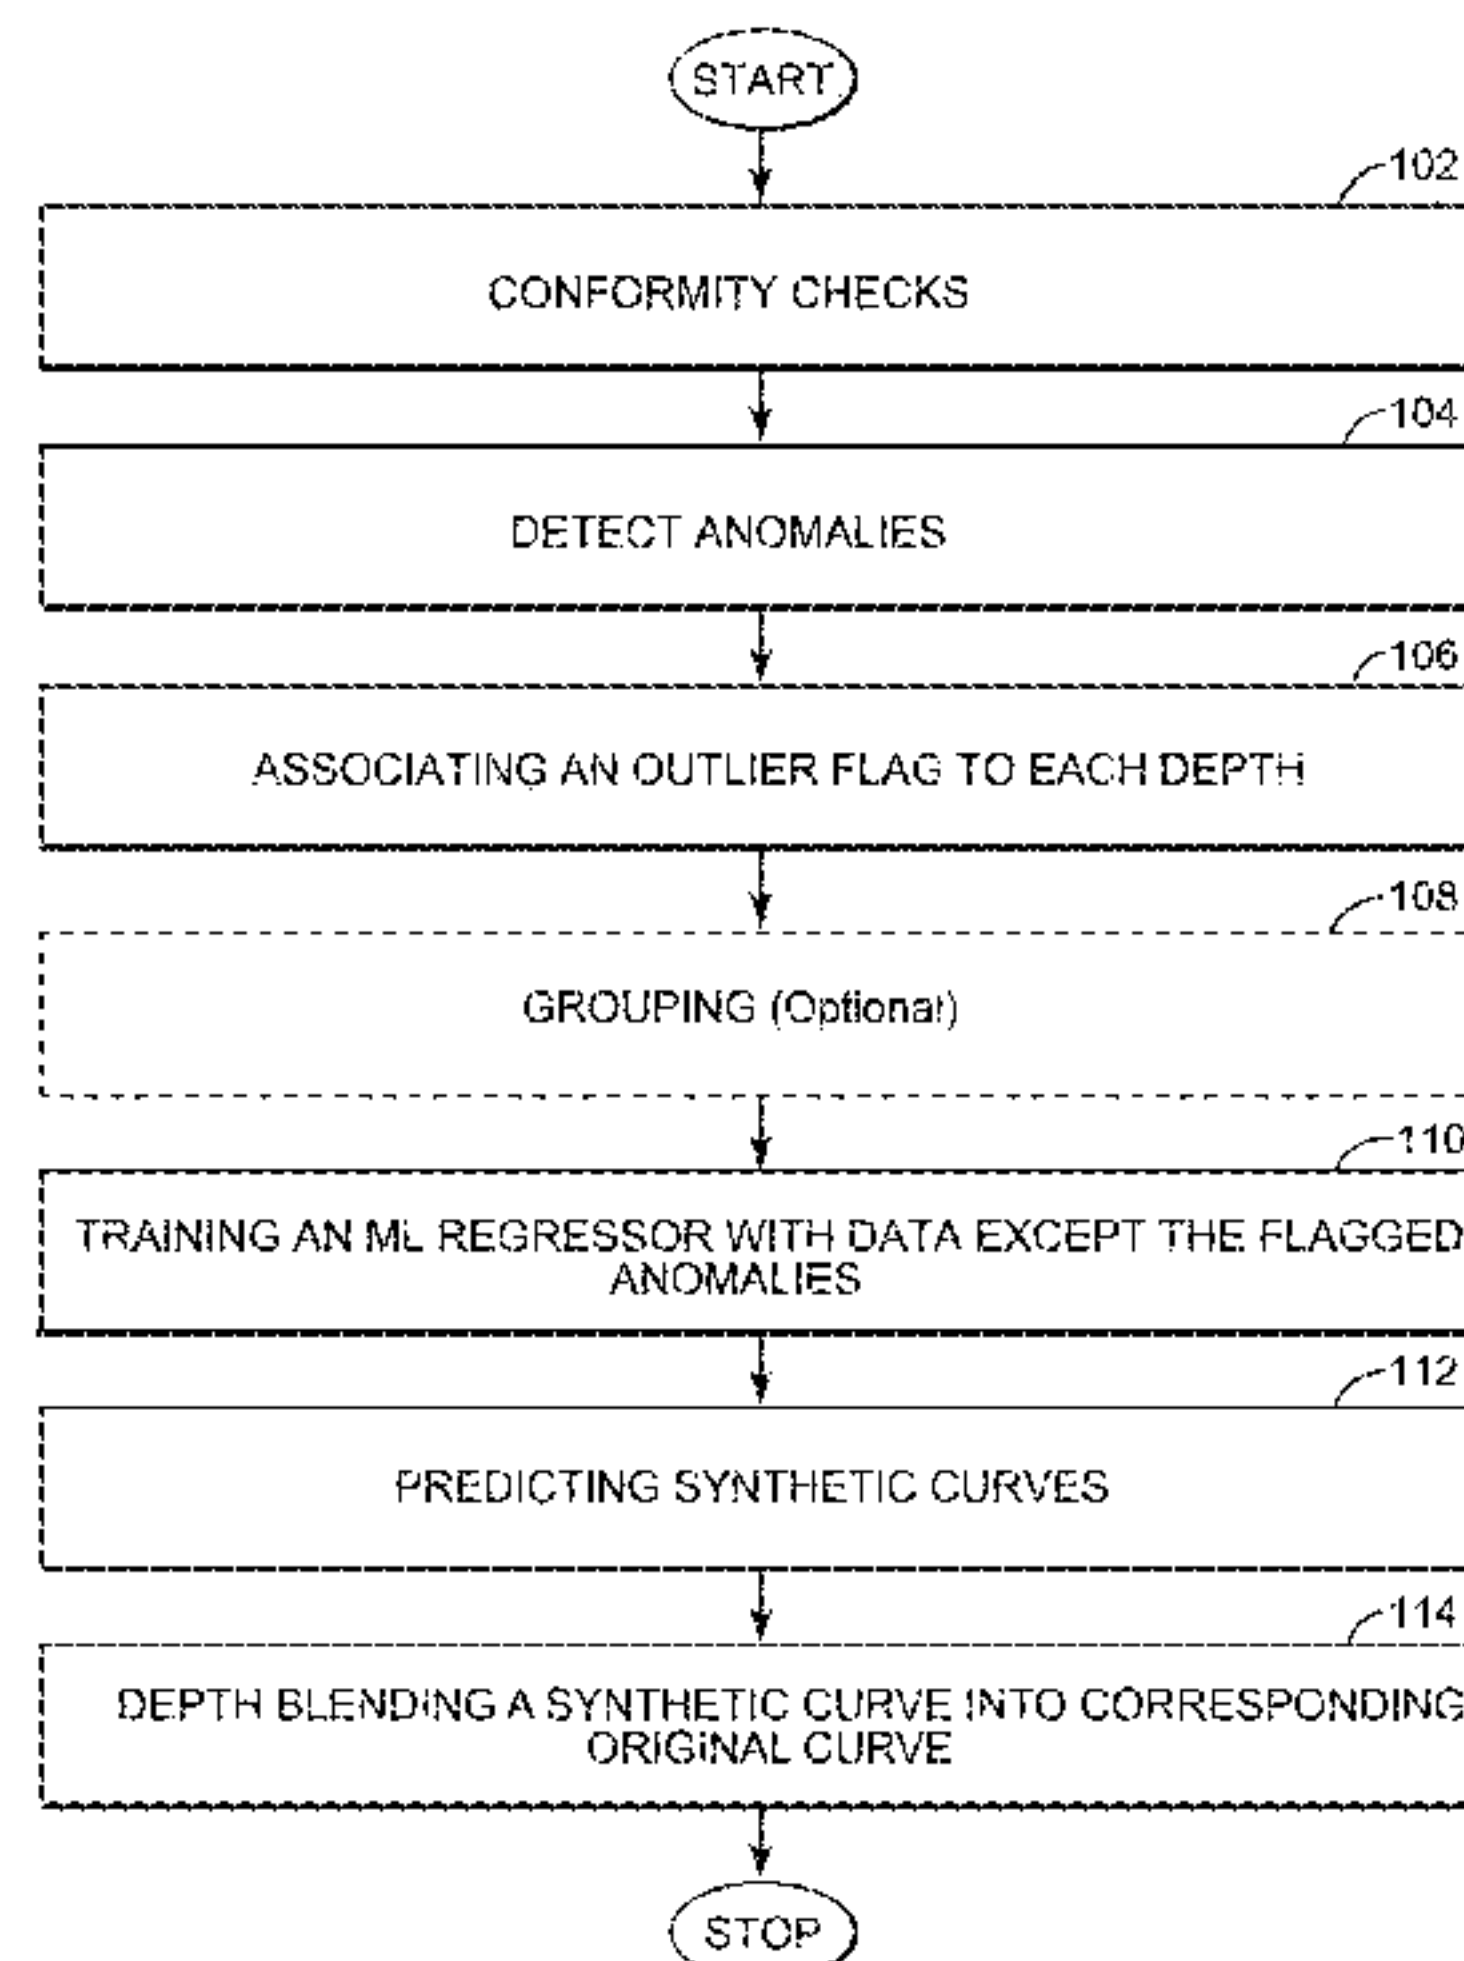 START
102
CONFORMITY CHECKS
104
DETECT ANOMALIES
106
ASSOCIATING AN OUTLIER FLAG TO EACH DEPTH
108
GROUPING (Optional)
110
TRAINING AN ML REGRESSOR WITH DATA EXCEPT THE FLAGGED
ANOMALIES
112
PREDICTING SYNTHETIC CURVES
114
DEPTH BLENDING A SYNTHETIC CURVE INTO CORRESPONDING
ORIGINAL CURVE
STOP